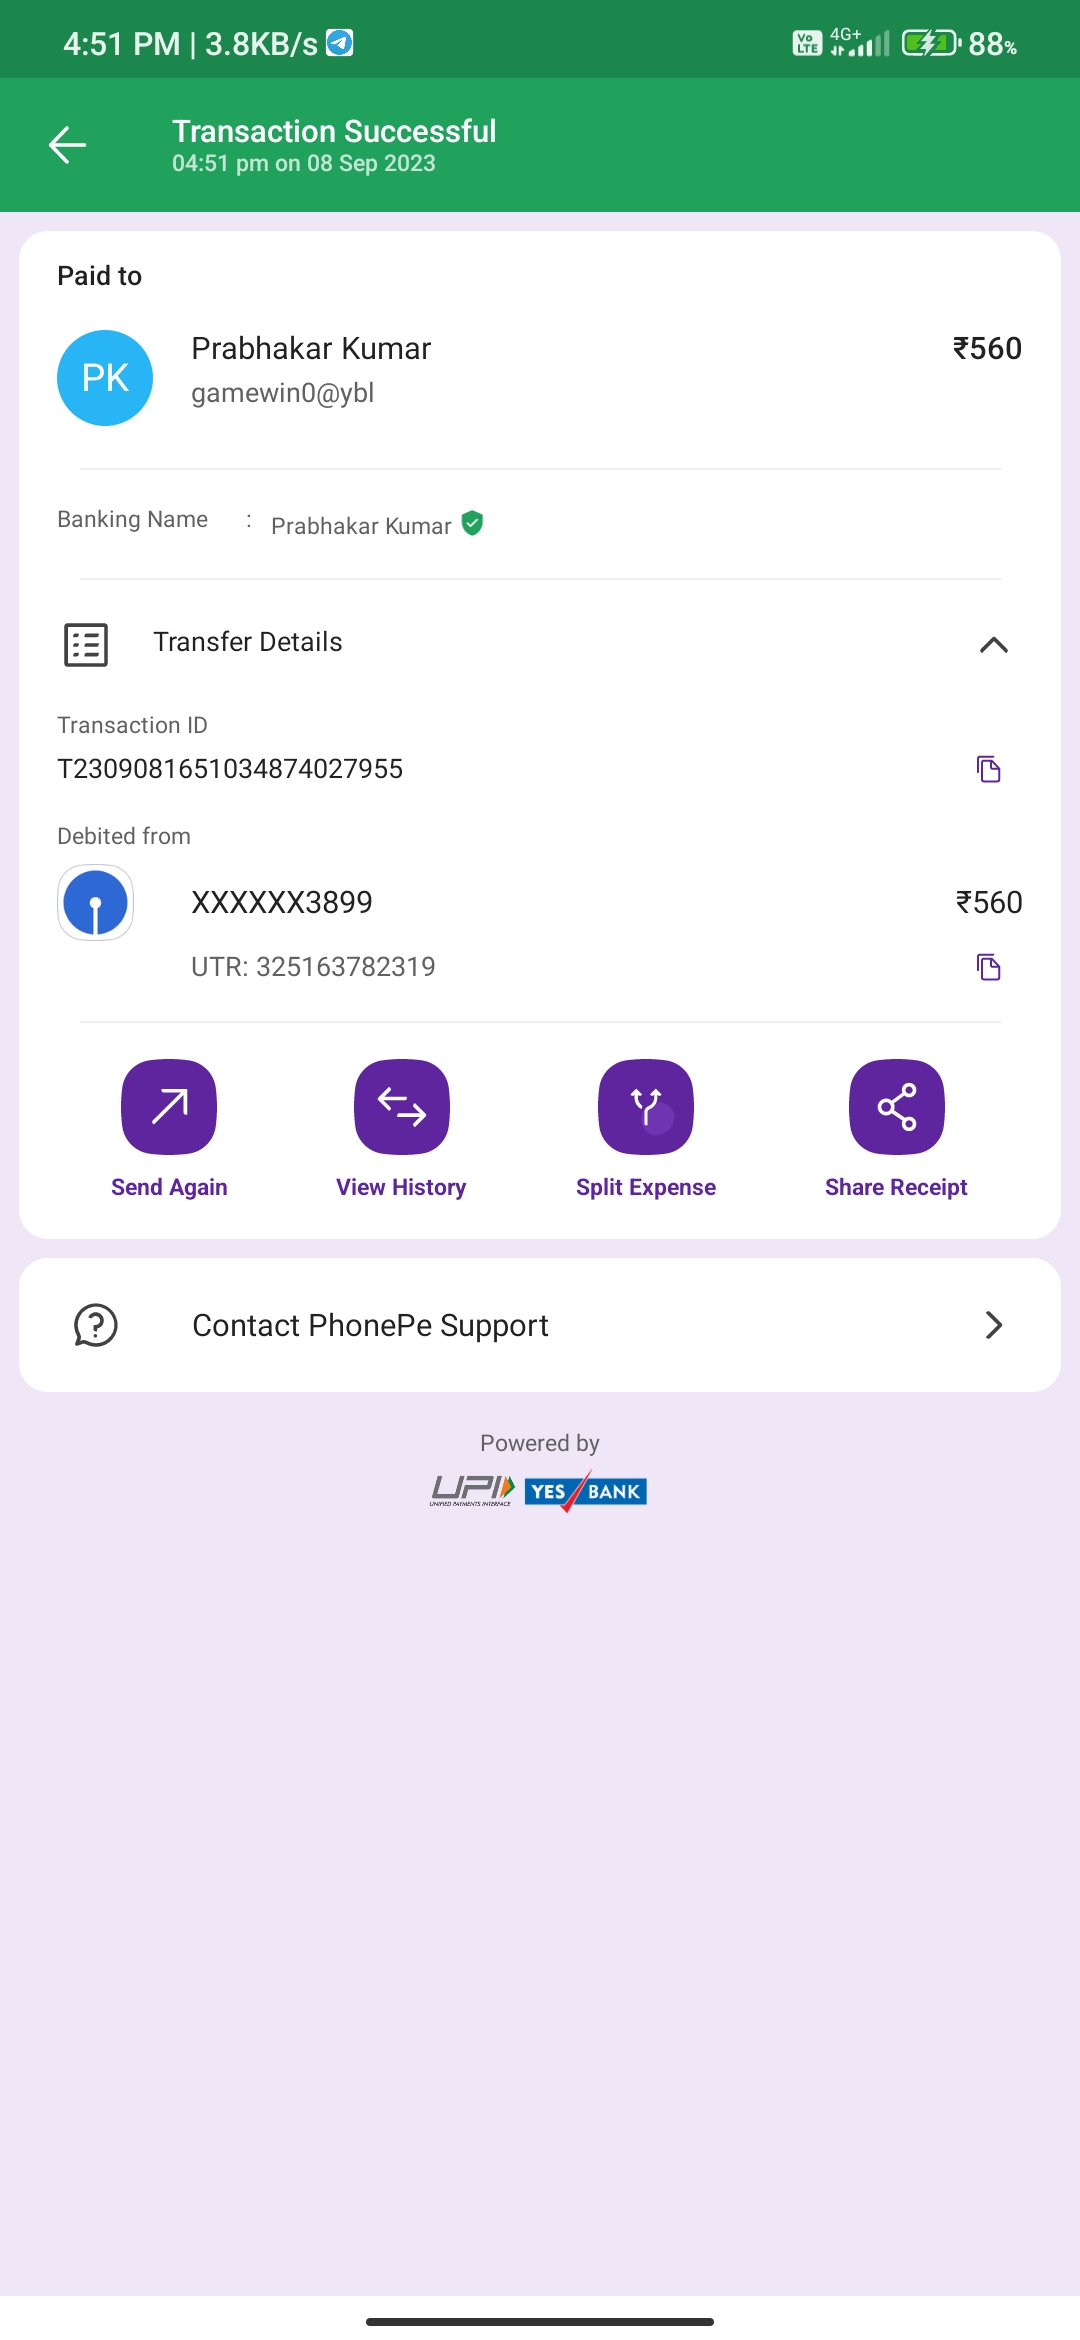 4:51 PM | 3.8KB/s
Vo LTE 4G+ 88%
Transaction Successful
04:51 pm on 08 Sep 2023
Paid to
PK
Prabhakar Kumar
₹560
gamewin0@ybl
Banking Name : Prabhakar Kumar
Transfer Details
Transaction ID
T2309081651034874027955
Debited from
XXXXXX3899
₹560
UTR: 325163782319
Send Again
View History
Split Expense
Share Receipt
Contact PhonePe Support
Powered by
UPI
UNIFIED PAYMENTS INTERFACE
YES BANK